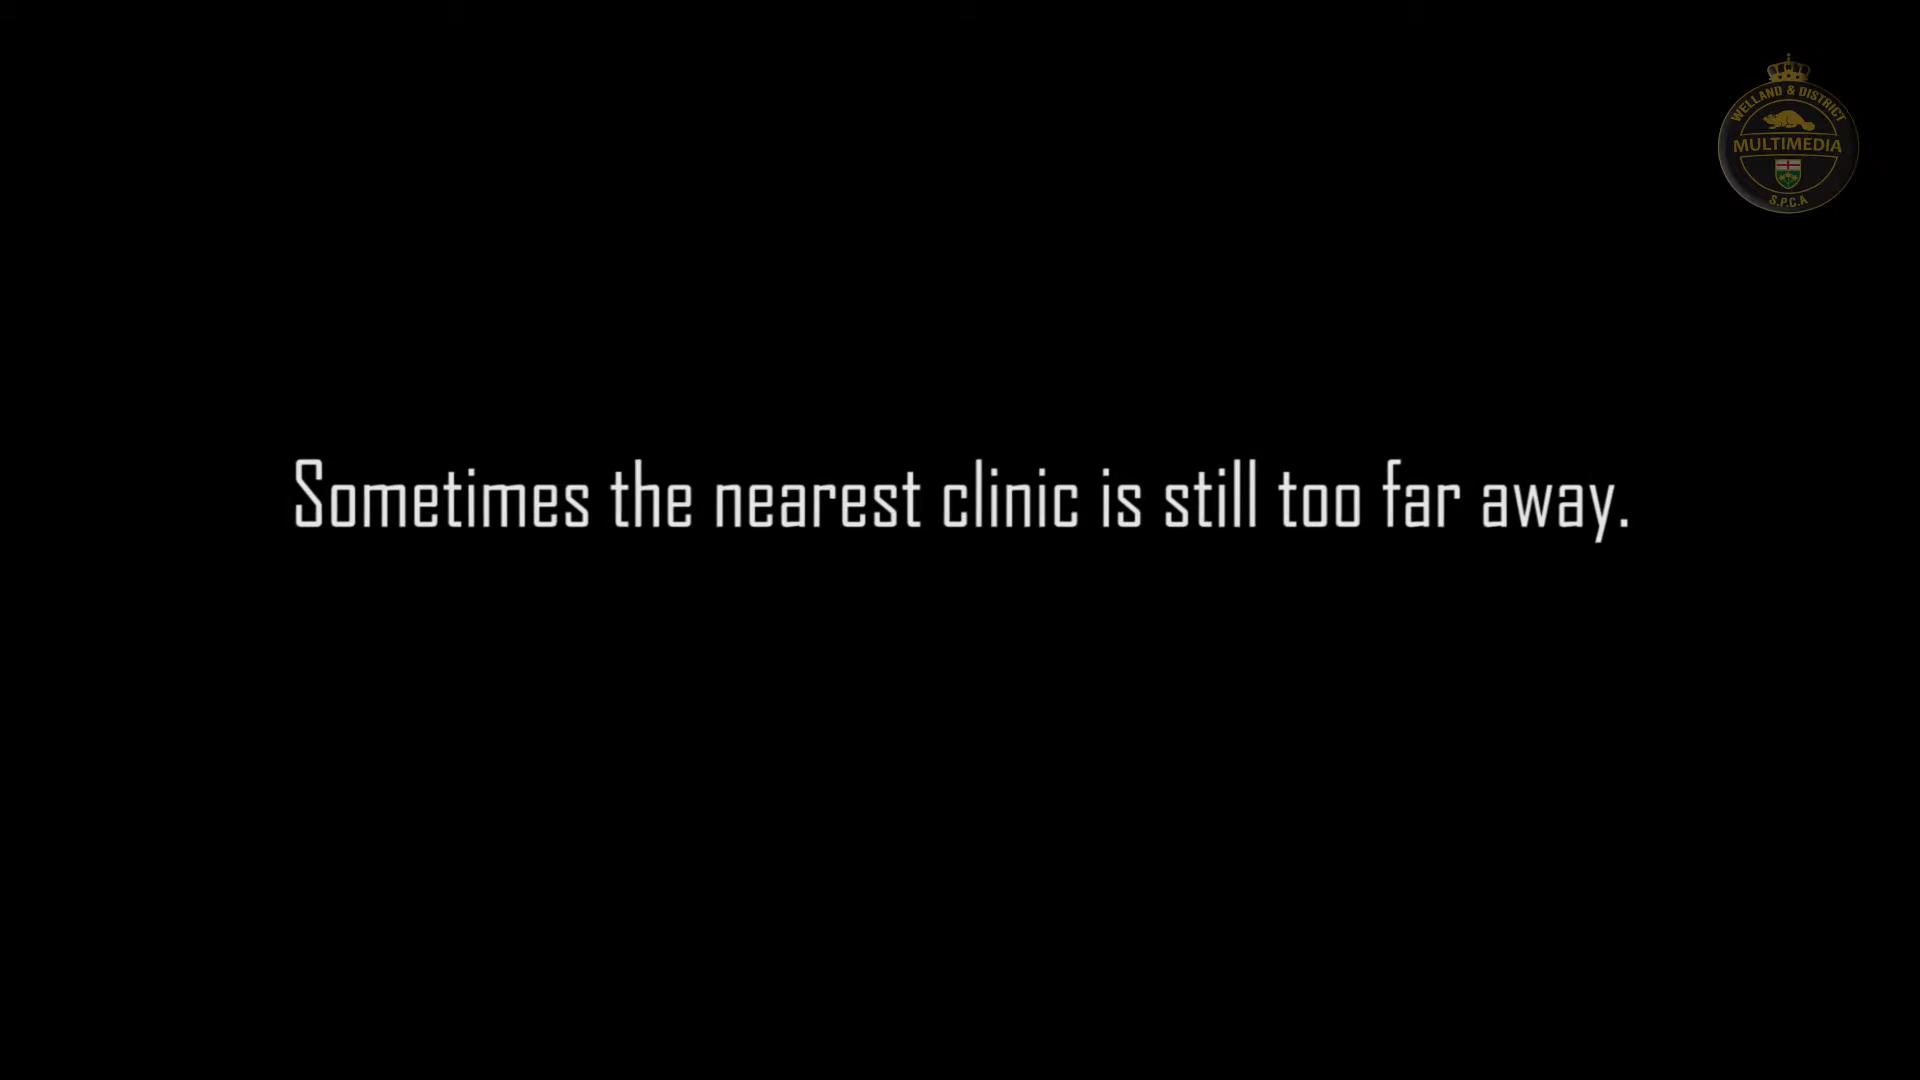 WELLAND & DISTRICT
MULTIMEDIA
S.P.C.A
Sometimes the nearest clinic is still too far away.